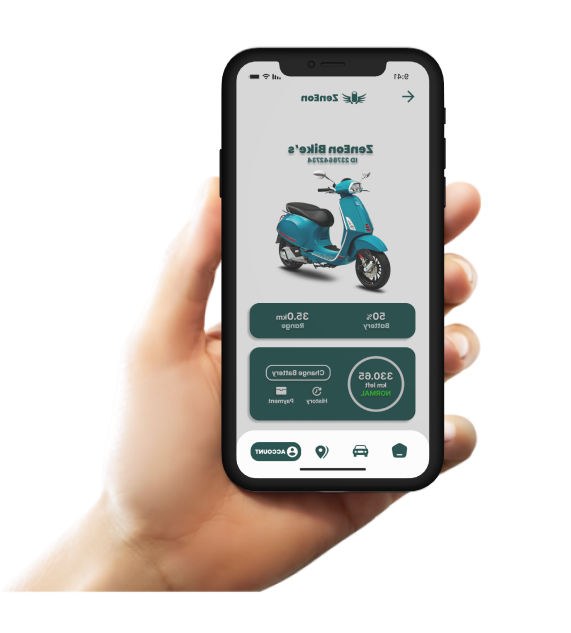 9:41
ZenEon
ZenEon Bike's
ID 2378642724
50%
Battery
35.0km
Range
330.65
km left
NORMAL
Change Battery
History
Payment
ACCOUNT